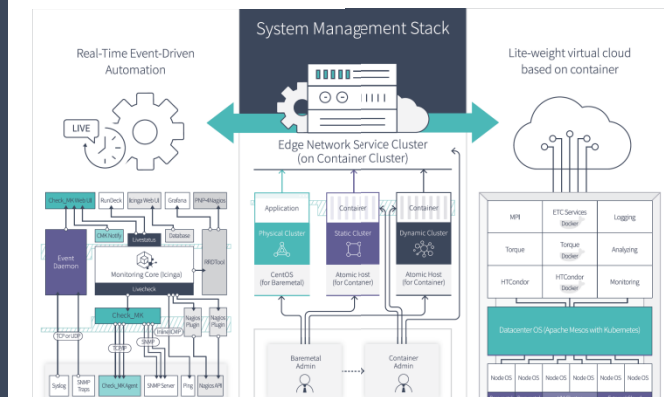 System Management Stack
Real-Time Event-Driven
Automation
Lite-weight virtual cloud
based on container
LIVE
Edge Network Service Cluster
(on Container Cluster)
Check_MK Web UI
RunDeck
Icinga Web UI
Grafana
PNP4Nagios
CMA Notify
Livestatus
Database
Event
Daemon
Monitoring Core (Icinga)
RRDTool
Livecheck
Check_MK
Nagios
Plugin
Nagios
Plugin
TCP or UDP
TCP/IP
SNMP
Syslog
SNMP
Traps
Check_MK Agent
SNMP Server
Ping
Nagios API
Application
Container
Container
Physical Cluster
Static Cluster
Dynamic Cluster
CentOS
(for Baremetal)
Atomic Host
(for Container)
Atomic Host
(for Container)
Baremetal
Admin
Container
Admin
MPI
ETC Services
Docker
Logging
Torque
Torque
Docker
Analyzing
HTCondor
HTCondor
Docker
Monitoring
Datacenter OS (Apache Mesos with Kubernetes)
Node OS
Node OS
Node OS
Node OS
Node OS
Node OS